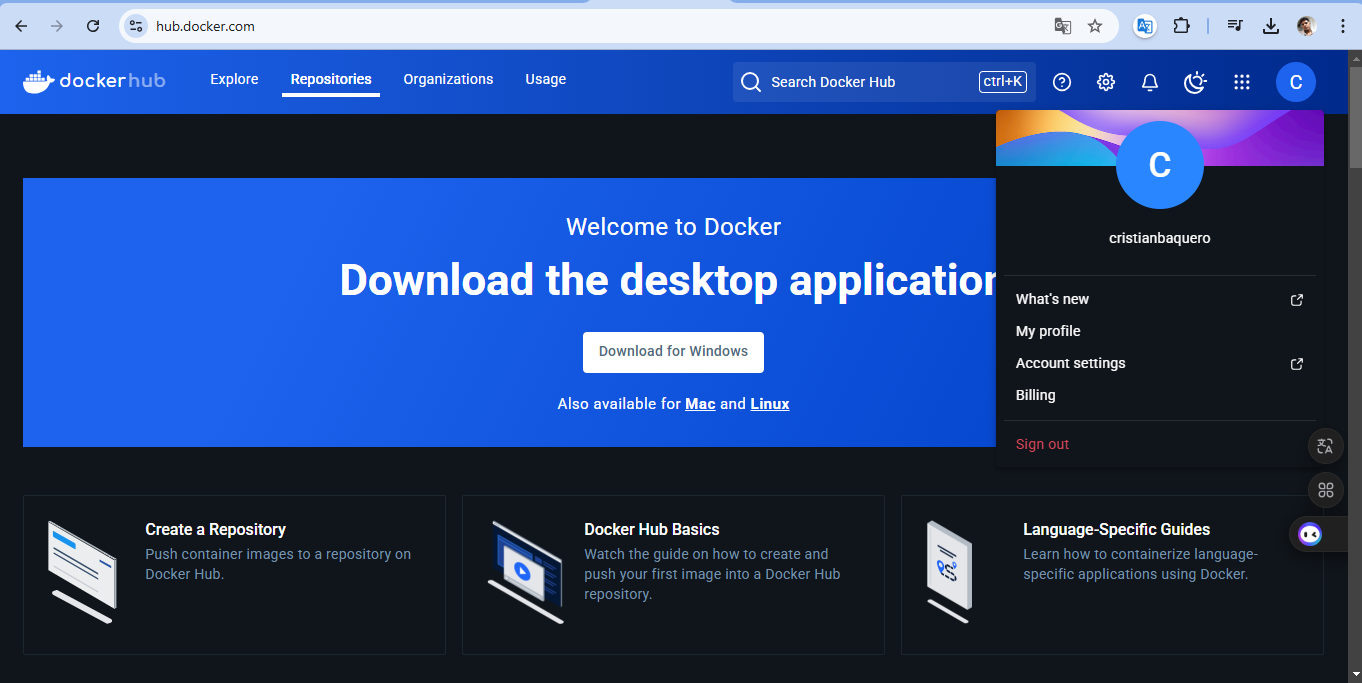 hub.docker.com
dockerhub
Explore
Repositories
Organizations
Usage
Search Docker Hub
ctrl+K
C
C
cristianbaquero
What's new
My profile
Account settings
Billing
Sign out
Welcome to Docker
Download the desktop application
Download for Windows
Also available for Mac and Linux
Create a Repository
Push container images to a repository on
Docker Hub.
Docker Hub Basics
Watch the guide on how to create and
push your first image into a Docker Hub
repository.
Language-Specific Guides
Learn how to containerize language-
specific applications using Docker.